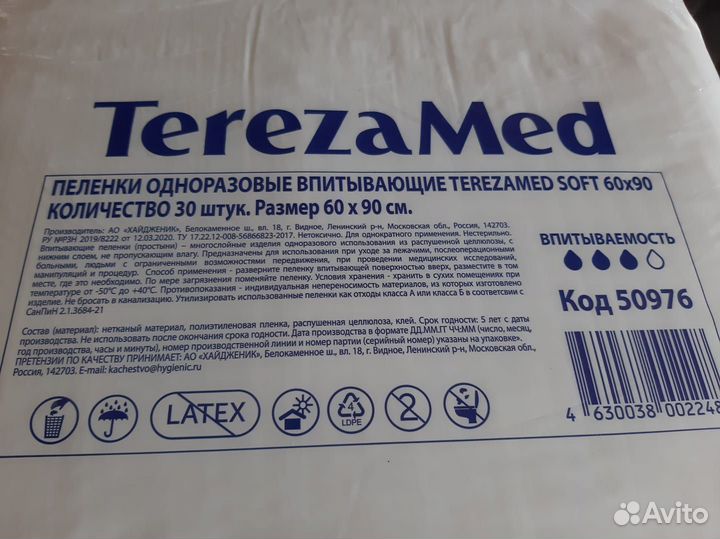 TerezaMed
ПЕЛЕНКИ ОДНОРАЗОВЫЕ ВПИТЫВАЮЩИЕ TEREZAMED SOFT 60x90
КОЛИЧЕСТВО 30 штук. Размер 60 x 90 см.
Производитель: АО «ХАЙДЖЕНИК», Белокаменное ш., вл. 18, г. Видное, Ленинский р-н, Московская обл., Россия, 142703.
РУ №РЗН 2019/8222 от 12.03.2020. ТУ 17.22.12-008-56866823-2017. Нетоксично. Для однократного применения. Нестерильно.
Впитывающие пеленки (простыни) – многослойные изделия одноразового использования из распушенной целлюлозы, с
нижним слоем, не пропускающим влагу. Предназначены для использования при уходе за лежачими, послеоперационными
больными, людьми с ограниченными возможностями передвижения, при проведении медицинских исследований,
манипуляций и процедур. Способ применения - разверните пеленку впитывающей поверхностью вверх, разместите в том
месте, где это необходимо. По мере загрязнения поменяйте пеленку. Условия хранения - хранить в месте изготовления при
температуре от -50°С до +40°С. Противопоказания - индивидуальная непереносимость материалов, из которых изготовлено
изделие. Не бросать в канализацию. Утилизировать использованные пеленки как отходы класса А или класса Б в соответствии с
СанПиН 2.1.3684-21
Состав (материал): нетканый материал, полиэтиленовая пленка, распушенная целлюлоза, клей. Срок годности: 5 лет с даты
Не использовать после окончания срока годности. Дата производства в формате ДД.ММ.ГГ ЧЧ:ММ (число, месяц,
год производства, часы и минуты), номер производственной линии и номер партии (серийный номер) указаны на упаковке».
ПРЕТЕНЗИИ ПО КАЧЕСТВУ ПРИНИМАЕТ: АО «ХАЙДЖЕНИК», Белокаменное ш., вл. 18, г. Видное, Ленинский р-н, Московская обл.,
Россия, 142703. E-mail: kachestvo@hygienic.ru
ВПИТЫВАЕМОСТЬ
Код 50976
LATEX
4
LDPE
2
4 630038 002248
Avito